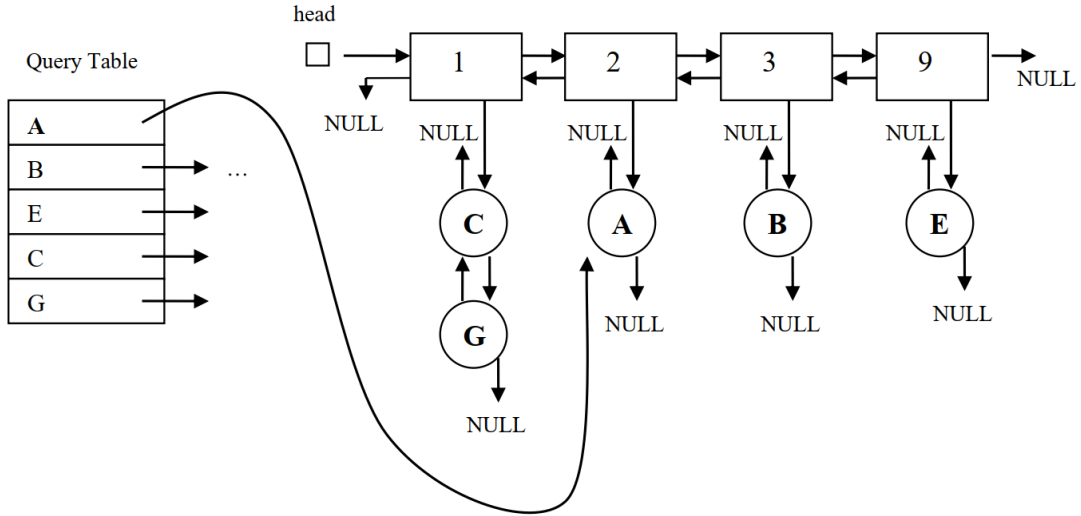 head
Query Table
1 2 3 9
NULL
NULL
NULL NULL NULL NULL
A
B ...
E
C
G
C A B E
G
NULL NULL NULL
NULL